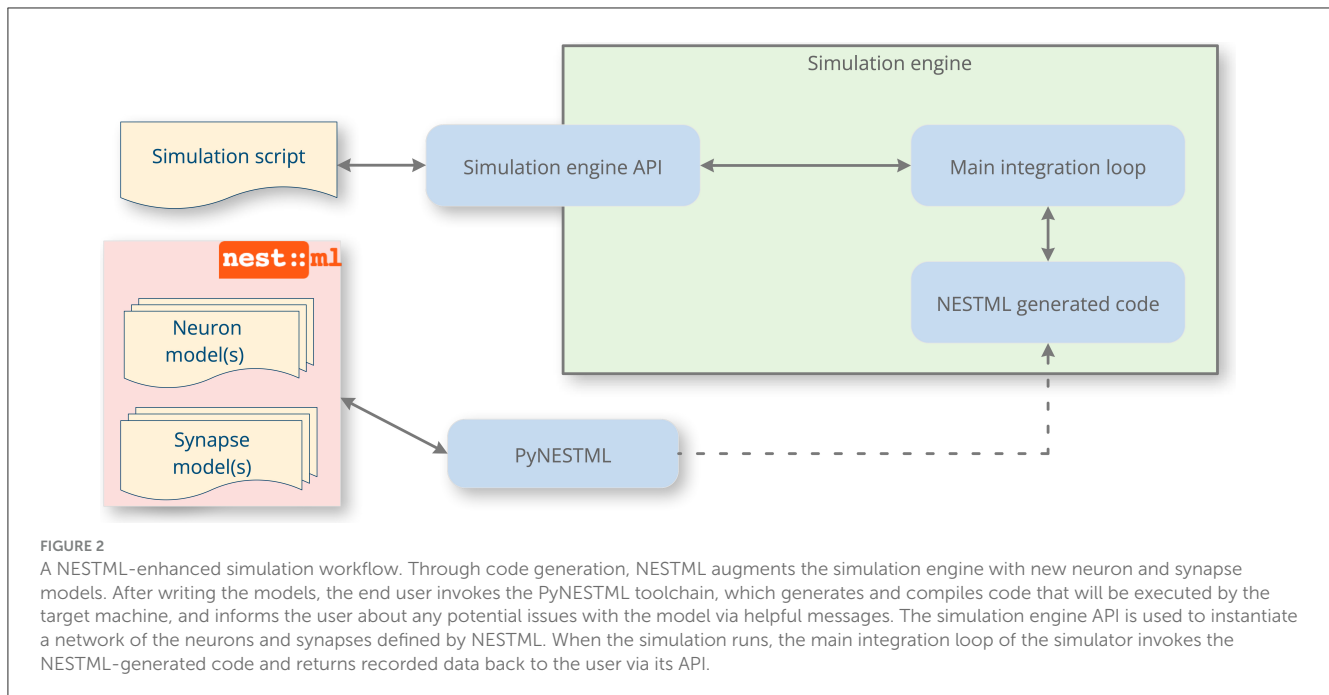 Simulation engine
Simulation script
Simulation engine API
Main integration loop
nest::ml
NESTML generated code
Neuron
model(s)
Synapse
model(s)
PyNESTML
FIGURE 2
A NESTML-enhanced simulation workflow. Through code generation, NESTML augments the simulation engine with new neuron and synapse
models. After writing the models, the end user invokes the PyNESTML toolchain, which generates and compiles code that will be executed by the
target machine, and informs the user about any potential issues with the model via helpful messages. The simulation engine API is used to instantiate
a network of the neurons and synapses defined by NESTML. When the simulation runs, the main integration loop of the simulator invokes the
NESTML-generated code and returns recorded data back to the user via its API.